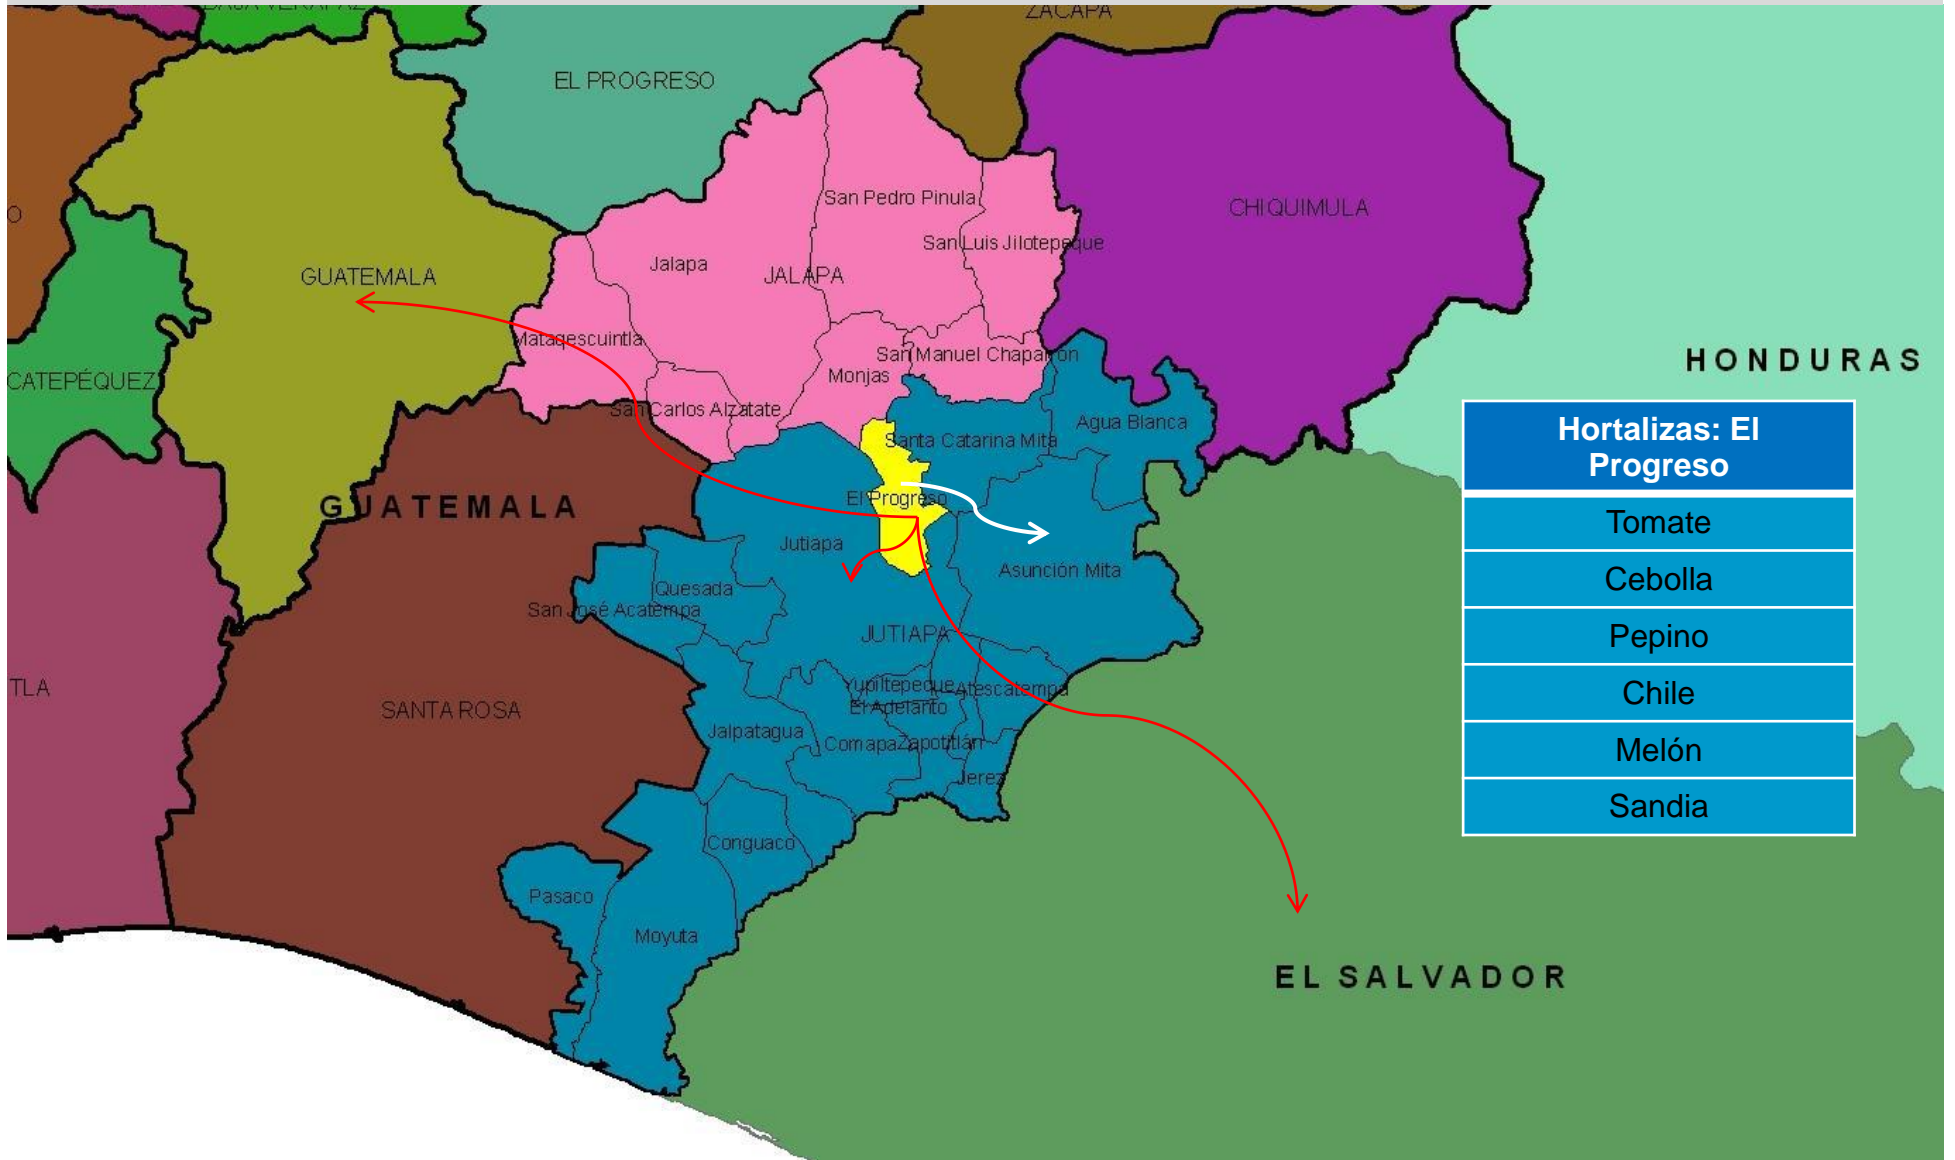 BAJA VERAPAZ
ZACAPA
EL PROGRESO
San Pedro Pinula
CHIQUIMULA
O
San Luis Jilotepeque
Jalapa
JALAPA
GUATEMALA
Mataqescuintla
San Manuel Chaparrón
HONDURAS
Monjas
CATEPÉQUEZ
San Carlos Alzatate
Agua Blanca
Santa Catarina Mita
Hortalizas: El
Progreso
El Progreso
GUATEMALA
Tomate
Jutiapa
Asunción Mita
Cebolla
Quesada
San José Acatempa
JUTIAPA
Pepino
TLA
Yupiltepeque
Atescatempa
Chile
SANTA ROSA
El Adelanto
Jalpatagua
Comapa
Zapotitlán
Melón
Jerez
Sandia
Conguaco
Pasaco
Moyuta
EL SALVADOR